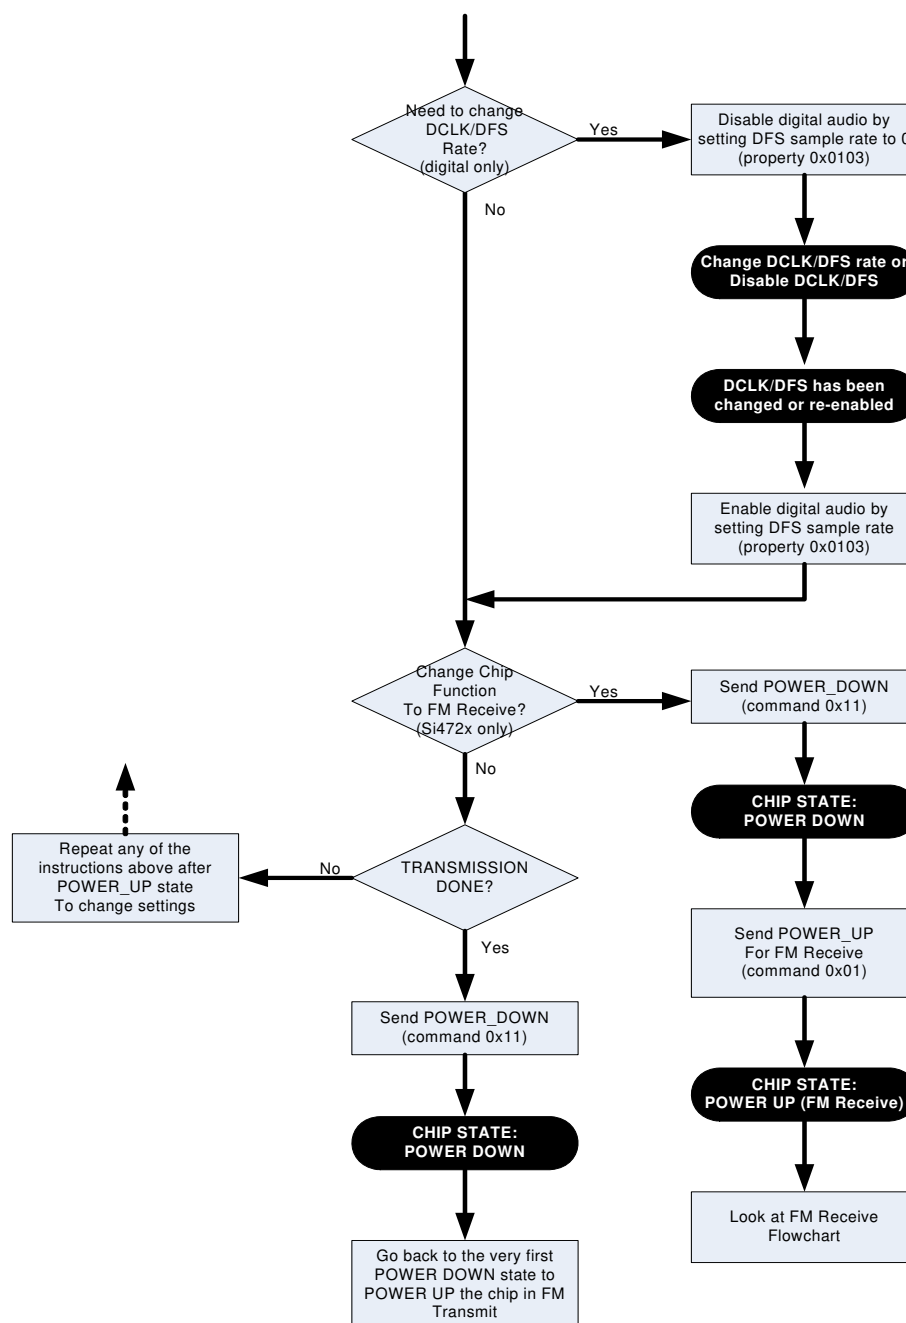 Need to change
DCLK/DFS
Rate?
(digital only)
Yes
No
Disable digital audio by
setting DFS sample rate to 0
(property 0x0103)
Change DCLK/DFS rate or
Disable DCLK/DFS
DCLK/DFS has been
changed or re-enabled
Enable digital audio by
setting DFS sample rate
(property 0x0103)
Change Chip
Function
To FM Receive?
(Si472x only)
Yes
No
Send POWER_DOWN
(command 0x11)
CHIP STATE:
POWER DOWN
Send POWER_UP
For FM Receive
(command 0x01)
CHIP STATE:
POWER UP (FM Receive)
Look at FM Receive
Flowchart
TRANSMISSION
DONE?
No
Yes
Repeat any of the
instructions above after
POWER_UP state
To change settings
Send POWER_DOWN
(command 0x11)
CHIP STATE:
POWER DOWN
Go back to the very first
POWER DOWN state to
POWER UP the chip in FM
Transmit